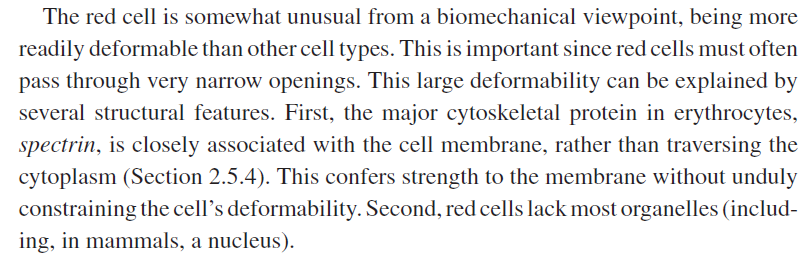 The red cell is somewhat unusual from a biomechanical viewpoint, being more
readily deformable than other cell types. This is important since red cells must often
pass through very narrow openings. This large deformability can be explained by
several structural features. First, the major cytoskeletal protein in erythrocytes,
spectrin, is closely associated with the cell membrane, rather than traversing the
cytoplasm (Section 2.5.4). This confers strength to the membrane without unduly
constraining the cell's deformability. Second, red cells lack most organelles (includ-
ing, in mammals, a nucleus).